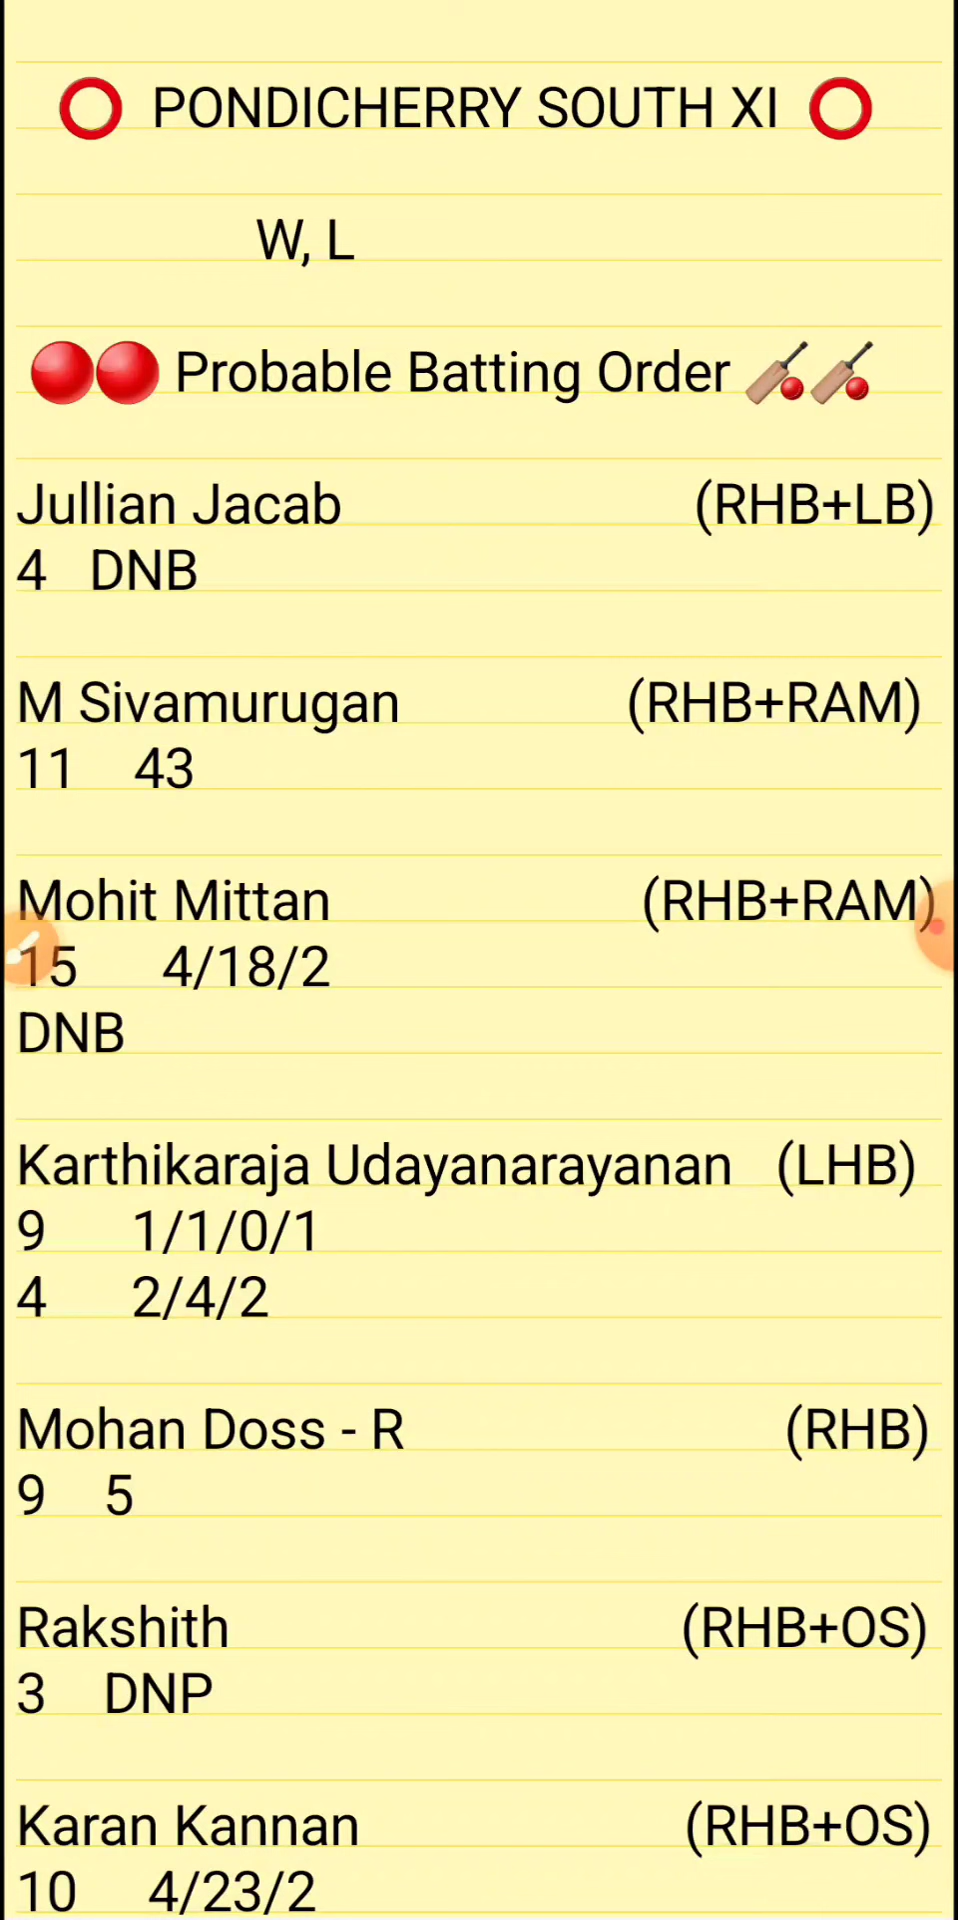 ⭕ PONDICHERRY SOUTH XI ⭕
W, L
🔴🔴 Probable Batting Order 🏏🏏
Jullian Jacab (RHB+LB)
4 DNB
M Sivamurugan (RHB+RAM)
11 43
Mohit Mittan (RHB+RAM)
15 4/18/2
DNB
Karthikaraja Udayanarayanan (LHB)
9 1/1/0/1
4 2/4/2
Mohan Doss - R (RHB)
9 5
Rakshith (RHB+OS)
3 DNP
Karan Kannan (RHB+OS)
10 4/23/2